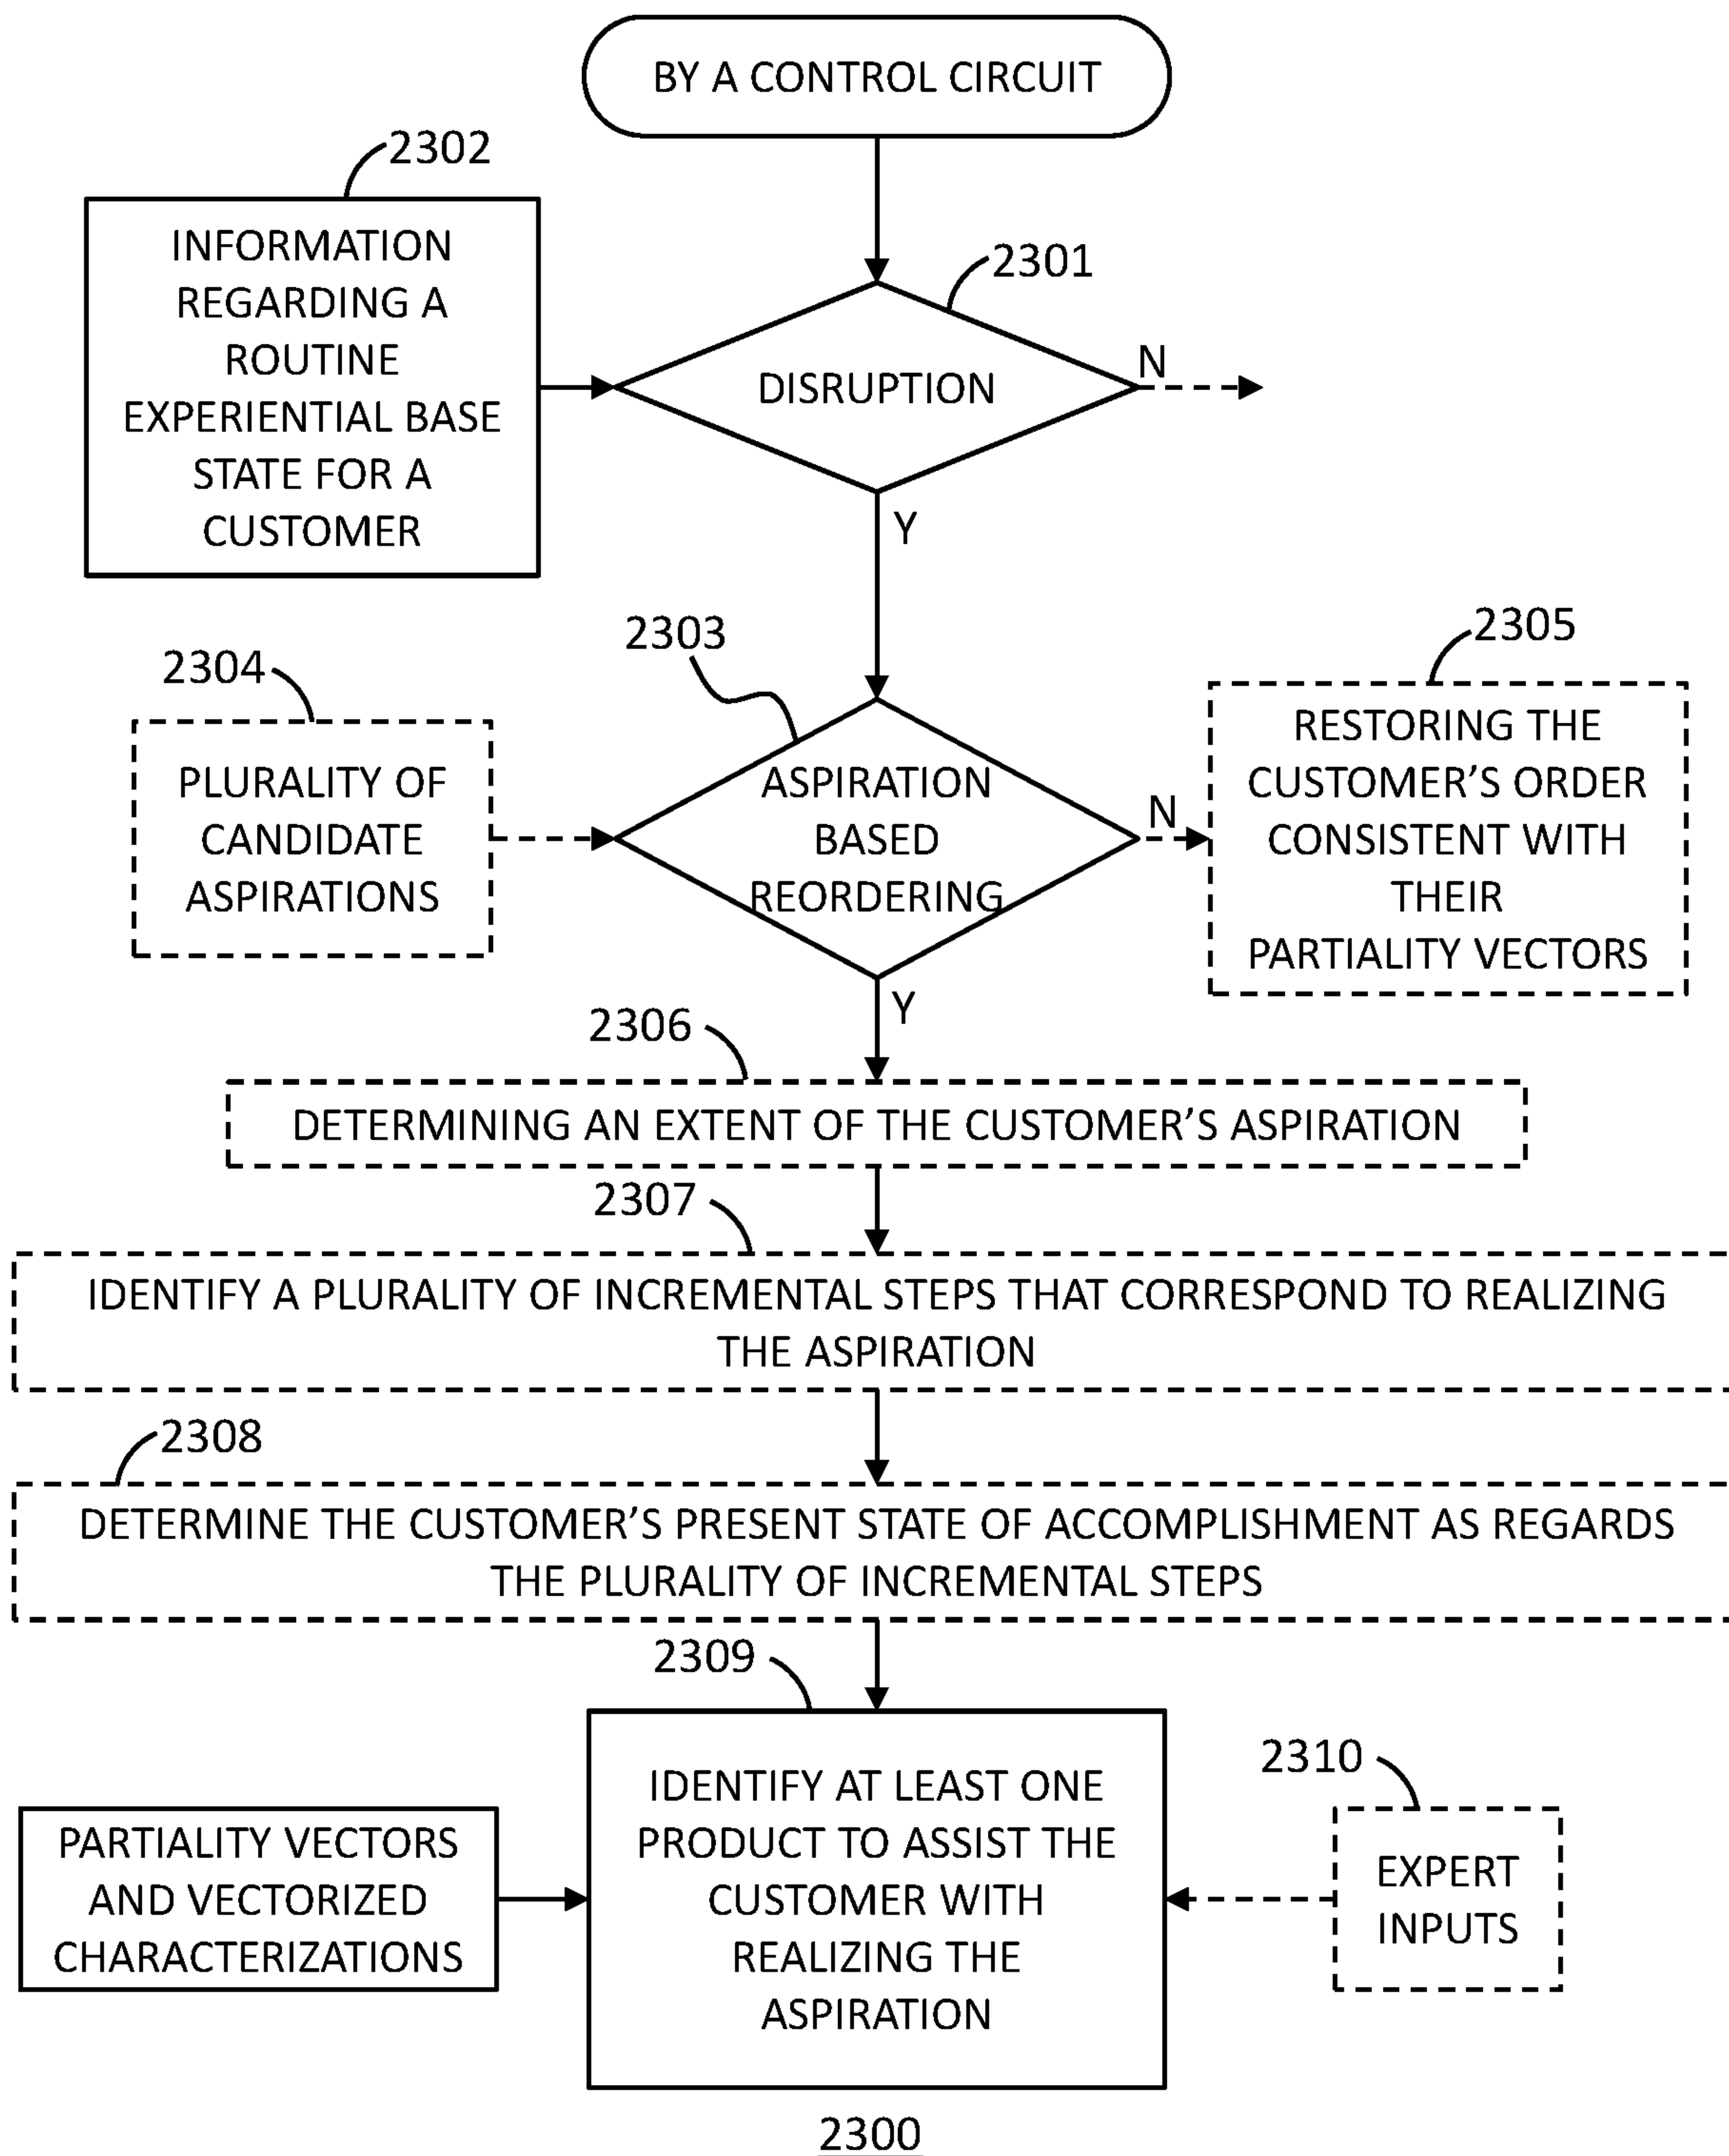 BY A CONTROL CIRCUIT
2302
INFORMATION
REGARDING A
ROUTINE
EXPERIENTIAL BASE
STATE FOR A
CUSTOMER
2301
DISRUPTION
N
Y
2303
2304
PLURALITY OF
CANDIDATE
ASPIRATIONS
ASPIRATION
BASED
REORDERING
N
2305
RESTORING THE
CUSTOMER’S ORDER
CONSISTENT WITH
THEIR
PARTIALITY VECTORS
Y
2306
DETERMINING AN EXTENT OF THE CUSTOMER’S ASPIRATION
2307
IDENTIFY A PLURALITY OF INCREMENTAL STEPS THAT CORRESPOND TO REALIZING
THE ASPIRATION
2308
DETERMINE THE CUSTOMER’S PRESENT STATE OF ACCOMPLISHMENT AS REGARDS
THE PLURALITY OF INCREMENTAL STEPS
2309
PARTIALITY VECTORS
AND VECTORIZED
CHARACTERIZATIONS
IDENTIFY AT LEAST ONE
PRODUCT TO ASSIST THE
CUSTOMER WITH
REALIZING THE
ASPIRATION
2310
EXPERT
INPUTS
2300